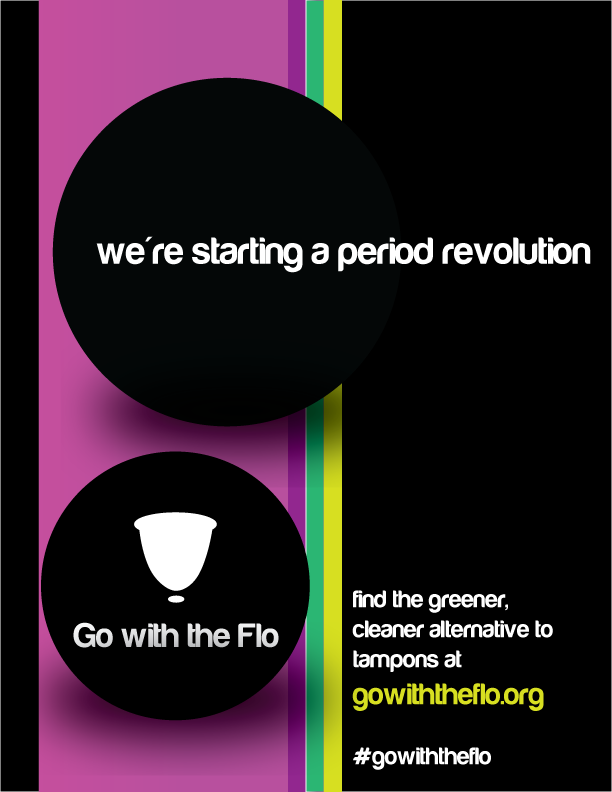 we´re starting a period revolution
Go with the Flo
find the greener,
cleaner alternative to
tampons at
gowiththeflo.org
#gowiththeflo